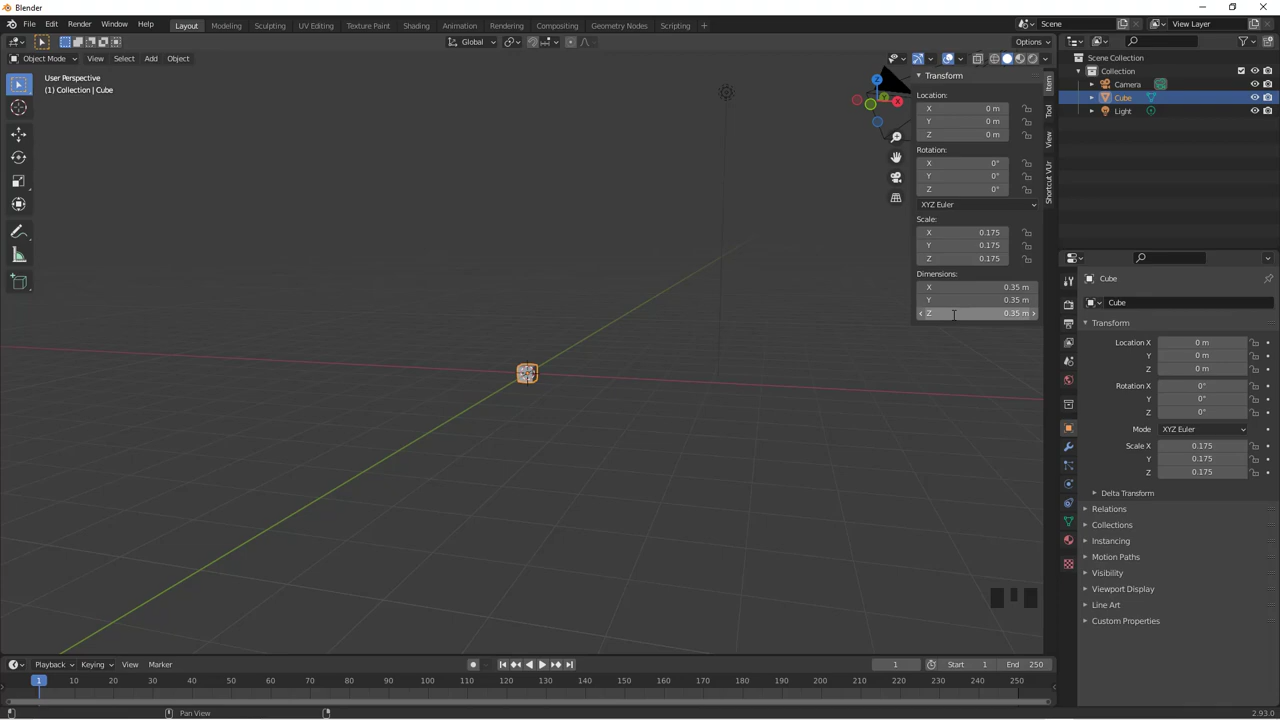 Blender
File Edit Render Window Help Layout Modeling Sculpting UV Editing Texture Paint Shading Animation Rendering Compositing Geometry Nodes Scripting + Scene View Layer
Global Options
Object Mode View Select Add Object
User Perspective
(1) Collection | Cube
Transform
Location:
X 0 m
Y 0 m
Z 0 m
Rotation:
X 0°
Y 0°
Z 0°
XYZ Euler
Scale:
X 0.175
Y 0.175
Z 0.175
Dimensions:
X 0.35 m
Y 0.35 m
Z 0.35 m
Item
Tool
View
Shortcut VUr
Z
X
Y
Scene Collection
Collection
Camera
Cube
Light
Cube
Cube
Transform
Location X 0 m
Y 0 m
Z 0 m
Rotation X 0°
Y 0°
Z 0°
Mode XYZ Euler
Scale X 0.175
Y 0.175
Z 0.175
Delta Transform
Relations
Collections
Instancing
Motion Paths
Visibility
Viewport Display
Line Art
Custom Properties
Playback Keying View Marker 1 Start 1 End 250
1 10 20 30 40 50 60 70 80 90 100 110 120 130 140 150 160 170 180 190 200 210 220 230 240 250
Pan View 2.93.0